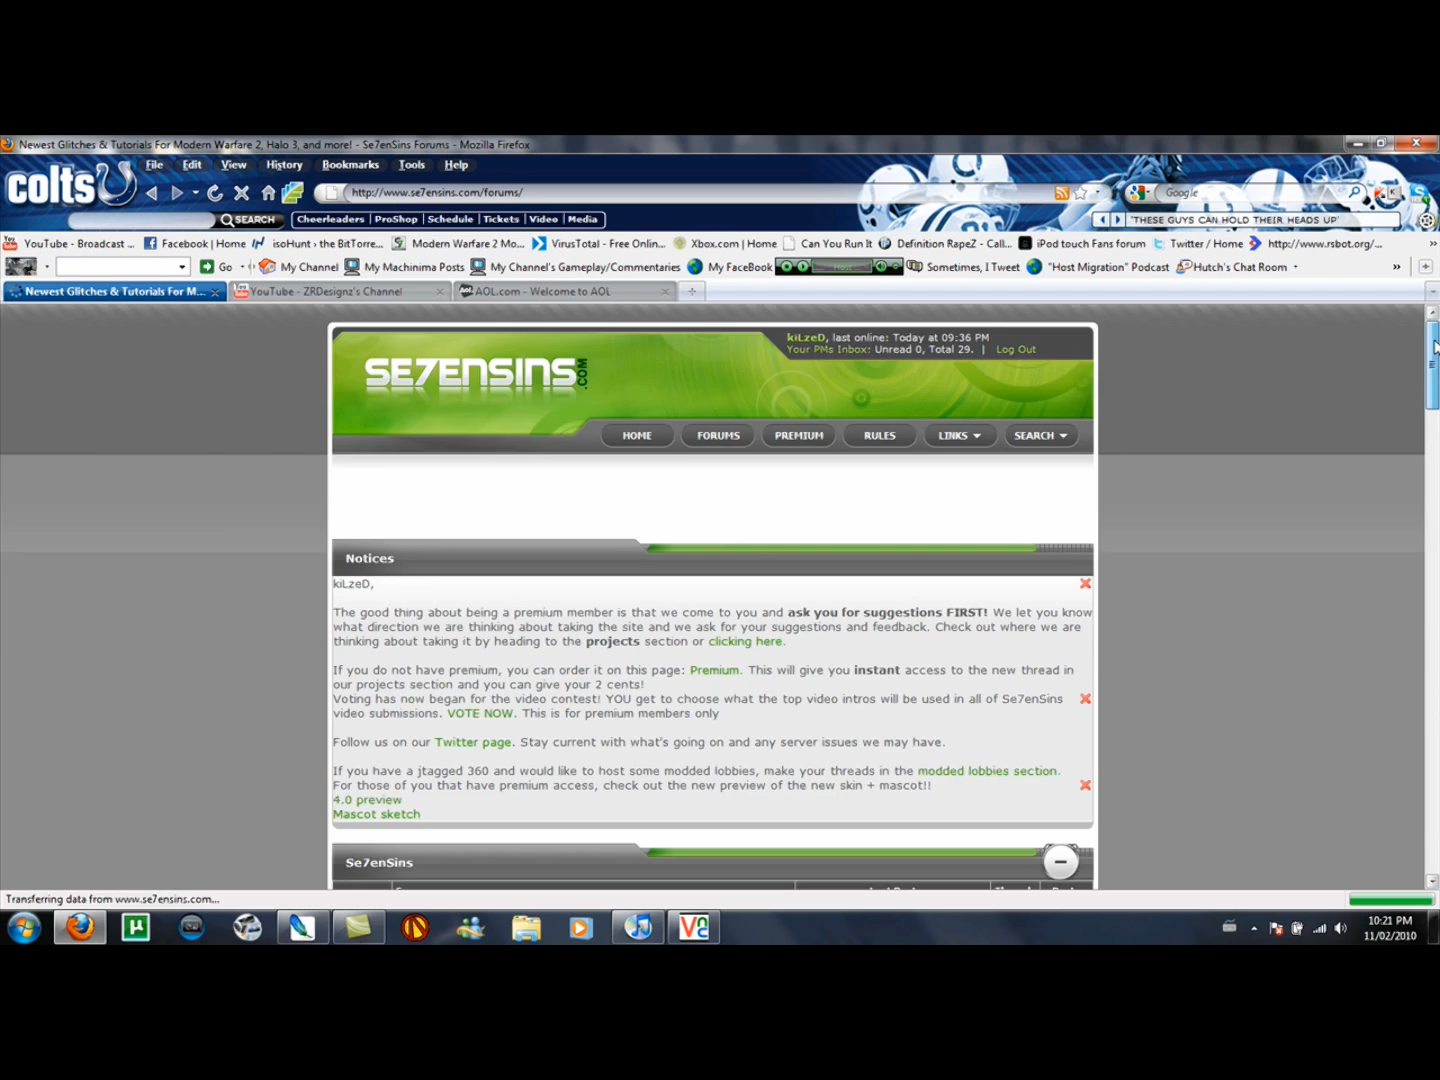 Newest Glitches & Tutorials For Modern Warfare 2, Halo 3, and more! - Se7enSins Forums - Mozilla Firefox
File Edit View History Bookmarks Tools Help
colts
http://www.se7ensins.com/forums/
Google
SEARCH
Cheerleaders | ProShop | Schedule | Tickets | Video | Media
'THESE GUYS CAN HOLD THEIR HEADS UP'
YouTube - Broadcast ... Facebook | Home isoHunt › the BitTorre... Modern Warfare 2 Mo... VirusTotal - Free Onlin... Xbox.com | Home Can You Run It Definition RapeZ - Call... iPod touch Fans forum Twitter / Home http://www.rsbot.org/... »
Go My Channel My Machinima Posts My Channel's Gameplay/Commentaries My FaceBook Sometimes, I Tweet "Host Migration" Podcast Hutch's Chat Room »
Newest Glitches & Tutorials For M... YouTube - ZRDesignz's Channel AOL.com - Welcome to AOL
kiLzeD, last online: Today at 09:36 PM
Your PMs Inbox: Unread 0, Total 29. | Log Out
SE7ENSINS.COM
HOME FORUMS PREMIUM RULES LINKS SEARCH
Notices
kiLzeD,
The good thing about being a premium member is that we come to you and ask you for suggestions FIRST! We let you know
what direction we are thinking about taking the site and we ask for your suggestions and feedback. Check out where we are
thinking about taking it by heading to the projects section or clicking here.
If you do not have premium, you can order it on this page: Premium. This will give you instant access to the new thread in
our projects section and you can give your 2 cents!
Voting has now began for the video contest! YOU get to choose what the top video intros will be used in all of Se7enSins
video submissions. VOTE NOW. This is for premium members only
Follow us on our Twitter page. Stay current with what's going on and any server issues we may have.
If you have a jtagged 360 and would like to host some modded lobbies, make your threads in the modded lobbies section.
For those of you that have premium access, check out the new preview of the new skin + mascot!!
4.0 preview
Mascot sketch
Se7enSins
Transferring data from www.se7ensins.com...
10:21 PM
11/02/2010